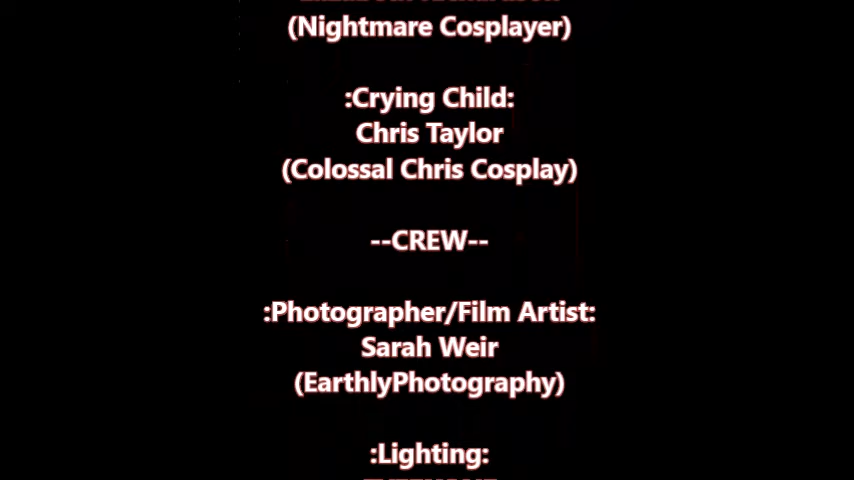 (Nightmare Cosplayer)
:Crying Child:
Chris Taylor
(Colossal Chris Cosplay)
--CREW--
:Photographer/Film Artist:
Sarah Weir
(EarthlyPhotography)
:Lighting: